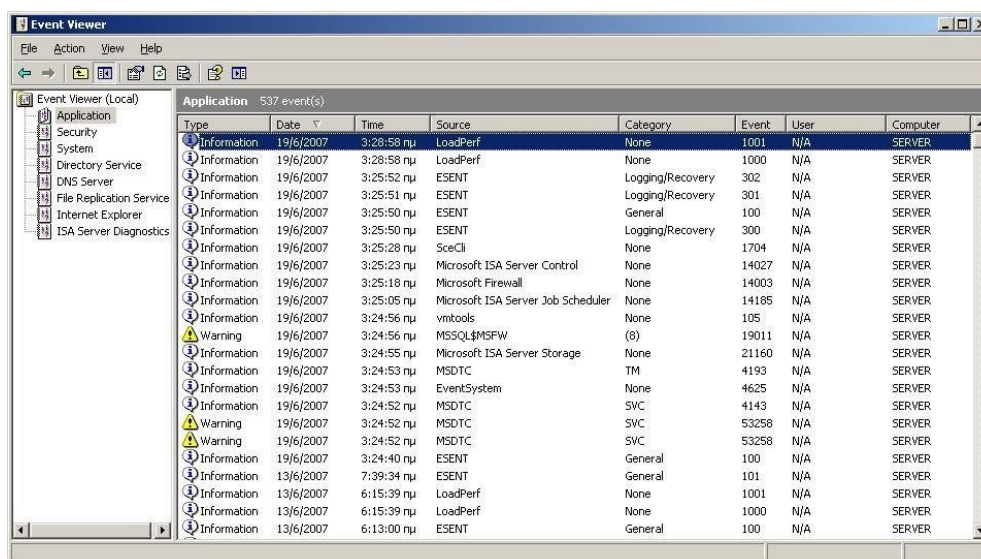 Event Viewer
File Action View Help
Event Viewer (Local)
Application
Security
System
Directory Service
DNS Server
File Replication Service
Internet Explorer
ISA Server Diagnostics
Application 537 event(s)
Type Date Time Source Category Event User Computer
Information 19/6/2007 3:28:58 πμ LoadPerf None 1001 N/A SERVER
Information 19/6/2007 3:28:58 πμ LoadPerf None 1000 N/A SERVER
Information 19/6/2007 3:25:52 πμ ESENT Logging/Recovery 302 N/A SERVER
Information 19/6/2007 3:25:51 πμ ESENT Logging/Recovery 301 N/A SERVER
Information 19/6/2007 3:25:50 πμ ESENT General 100 N/A SERVER
Information 19/6/2007 3:25:50 πμ ESENT Logging/Recovery 300 N/A SERVER
Information 19/6/2007 3:25:28 πμ SceCli None 1704 N/A SERVER
Information 19/6/2007 3:25:23 πμ Microsoft ISA Server Control None 14027 N/A SERVER
Information 19/6/2007 3:25:18 πμ Microsoft Firewall None 14003 N/A SERVER
Information 19/6/2007 3:25:05 πμ Microsoft ISA Server Job Scheduler None 14185 N/A SERVER
Information 19/6/2007 3:24:56 πμ vmtools None 105 N/A SERVER
Warning 19/6/2007 3:24:56 πμ MSSQL$MSFW (8) 19011 N/A SERVER
Information 19/6/2007 3:24:55 πμ Microsoft ISA Server Storage None 21160 N/A SERVER
Information 19/6/2007 3:24:53 πμ MSDTC TM 4193 N/A SERVER
Information 19/6/2007 3:24:53 πμ EventSystem None 4625 N/A SERVER
Information 19/6/2007 3:24:52 πμ MSDTC SVC 4143 N/A SERVER
Warning 19/6/2007 3:24:52 πμ MSDTC SVC 53258 N/A SERVER
Warning 19/6/2007 3:24:52 πμ MSDTC SVC 53258 N/A SERVER
Information 19/6/2007 3:24:40 πμ ESENT General 100 N/A SERVER
Information 13/6/2007 7:39:34 πμ ESENT General 101 N/A SERVER
Information 13/6/2007 6:15:39 πμ LoadPerf None 1001 N/A SERVER
Information 13/6/2007 6:15:39 πμ LoadPerf None 1000 N/A SERVER
Information 13/6/2007 6:13:00 πμ ESENT General 100 N/A SERVER